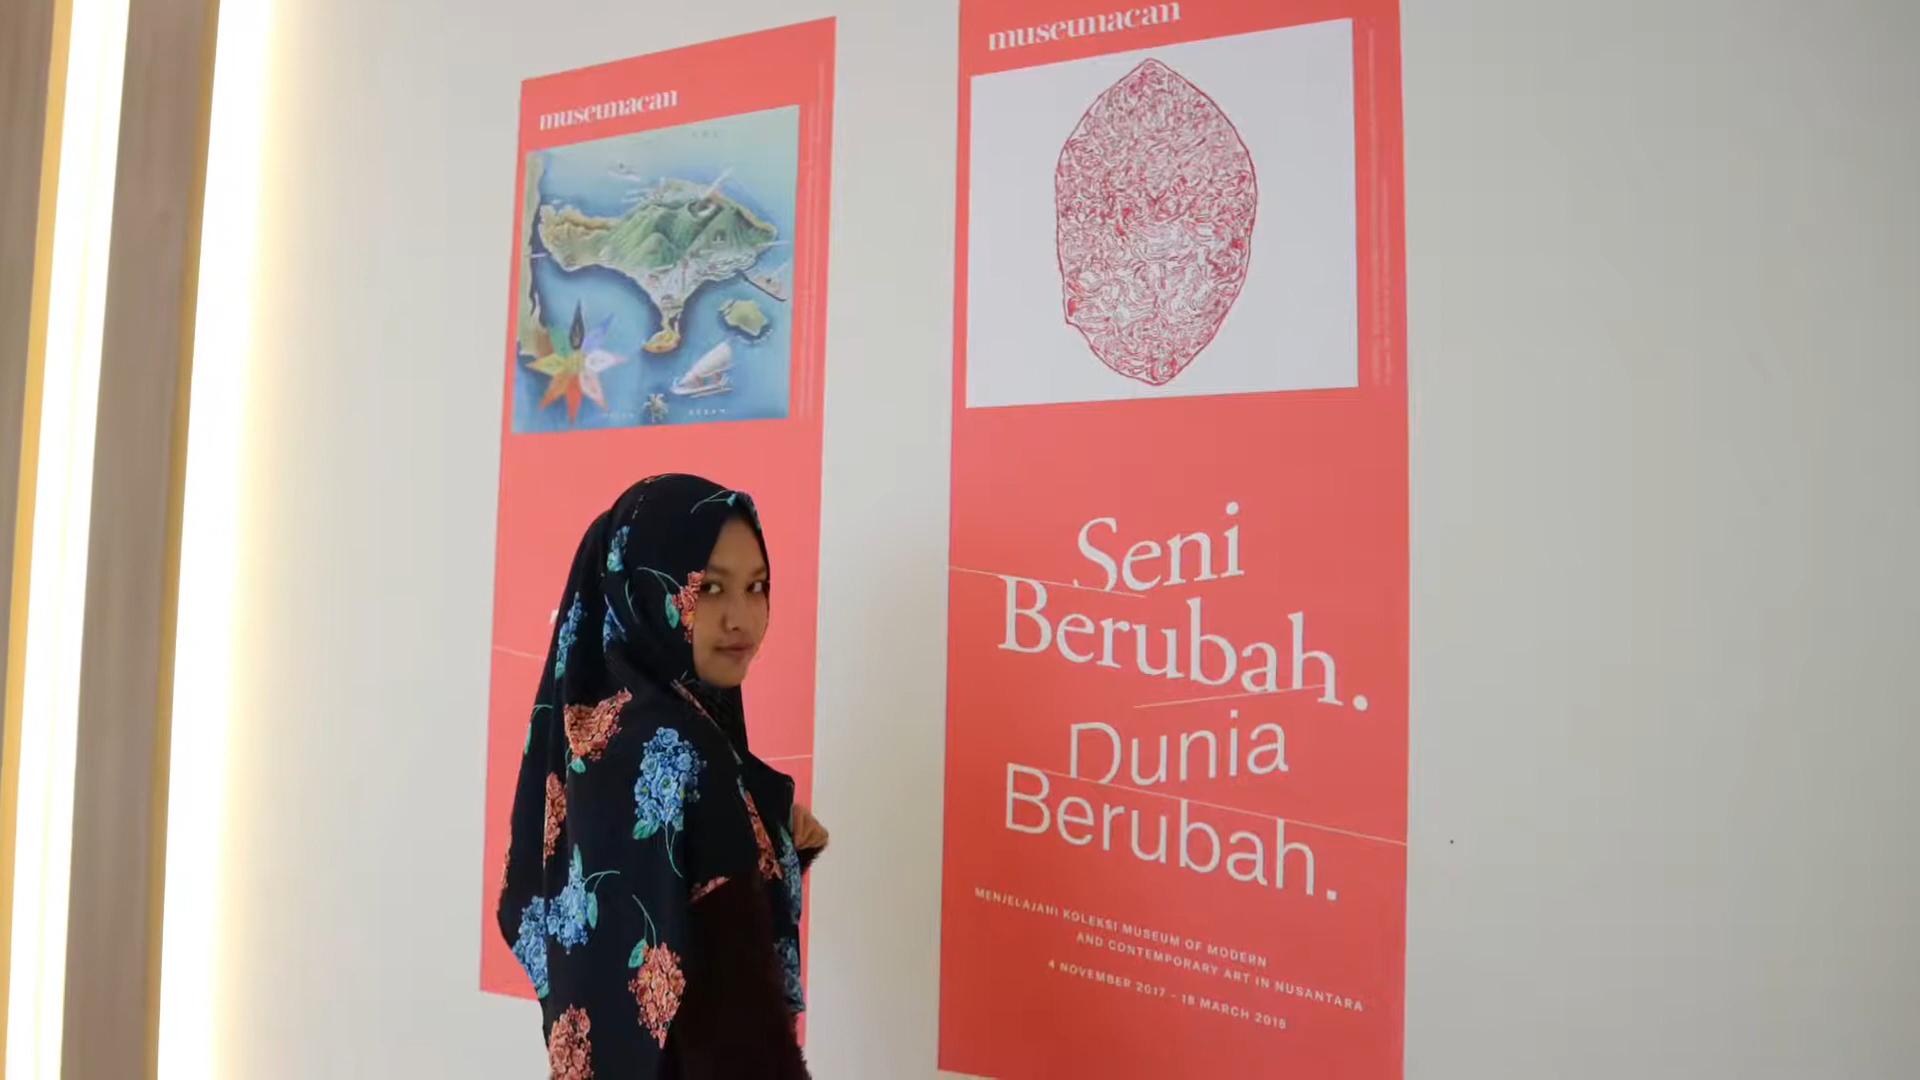 museumacan
museumacan
Seni
Berubah.
Dunia
Berubah.
MENJELAJAHI KOLEKSI MUSEUM OF MODERN
AND CONTEMPORARY ART IN NUSANTARA
4 NOVEMBER 2017 - 18 MARCH 2018